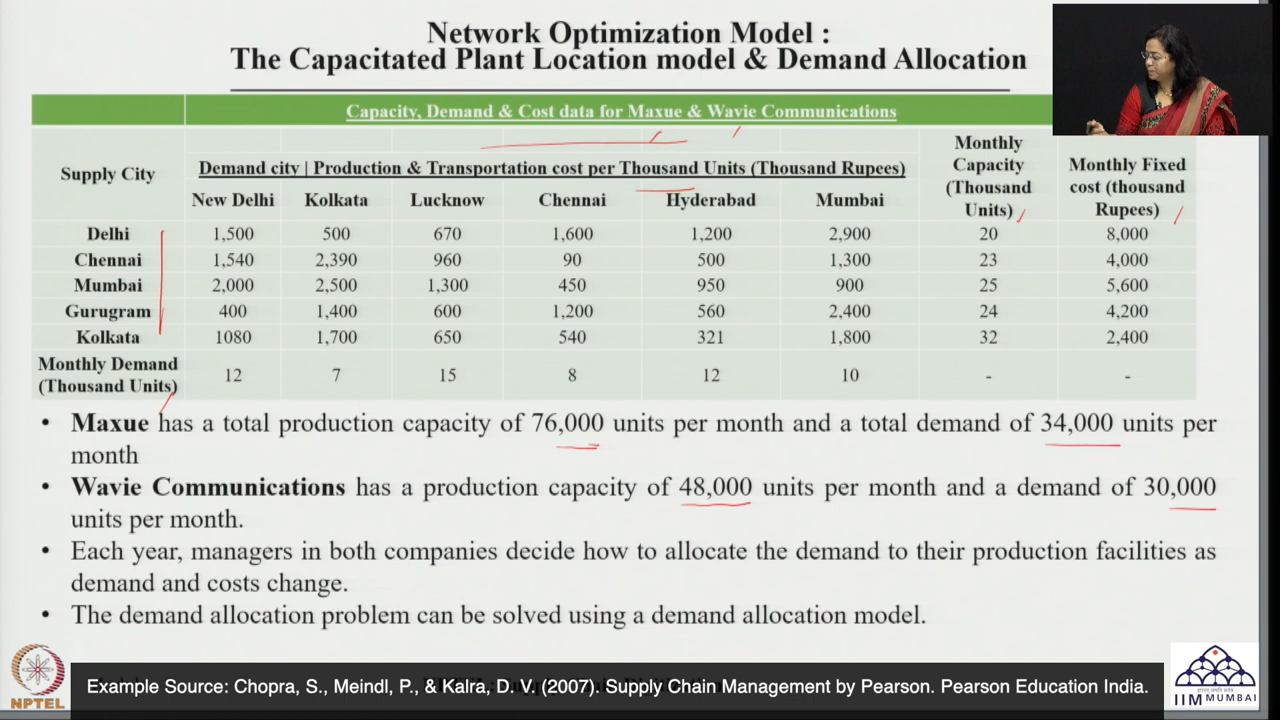 Network Optimization Model :
The Capacitated Plant Location model & Demand Allocation
Capacity, Demand & Cost data for Maxue & Wavie Communications
Supply City
Demand city | Production & Transportation cost per Thousand Units (Thousand Rupees)
Monthly Capacity (Thousand Units)
Monthly Fixed cost (thousand Rupees)
New Delhi Kolkata Lucknow Chennai Hyderabad Mumbai
Delhi 1,500 500 670 1,600 1,200 2,900 20 8,000
Chennai 1,540 2,390 960 90 500 1,300 23 4,000
Mumbai 2,000 2,500 1,300 450 950 900 25 5,600
Gurugram 400 1,400 600 1,200 560 2,400 24 4,200
Kolkata 1080 1,700 650 540 321 1,800 32 2,400
Monthly Demand (Thousand Units) 12 7 15 8 12 10 - -
• Maxue has a total production capacity of 76,000 units per month and a total demand of 34,000 units per
month
• Wavie Communications has a production capacity of 48,000 units per month and a demand of 30,000
units per month.
• Each year, managers in both companies decide how to allocate the demand to their production facilities as
demand and costs change.
• The demand allocation problem can be solved using a demand allocation model.
Example Source: Chopra, S., Meindl, P., & Kalra, D. V. (2007). Supply Chain Management by Pearson. Pearson Education India.
NPTEL
IIM MUMBAI